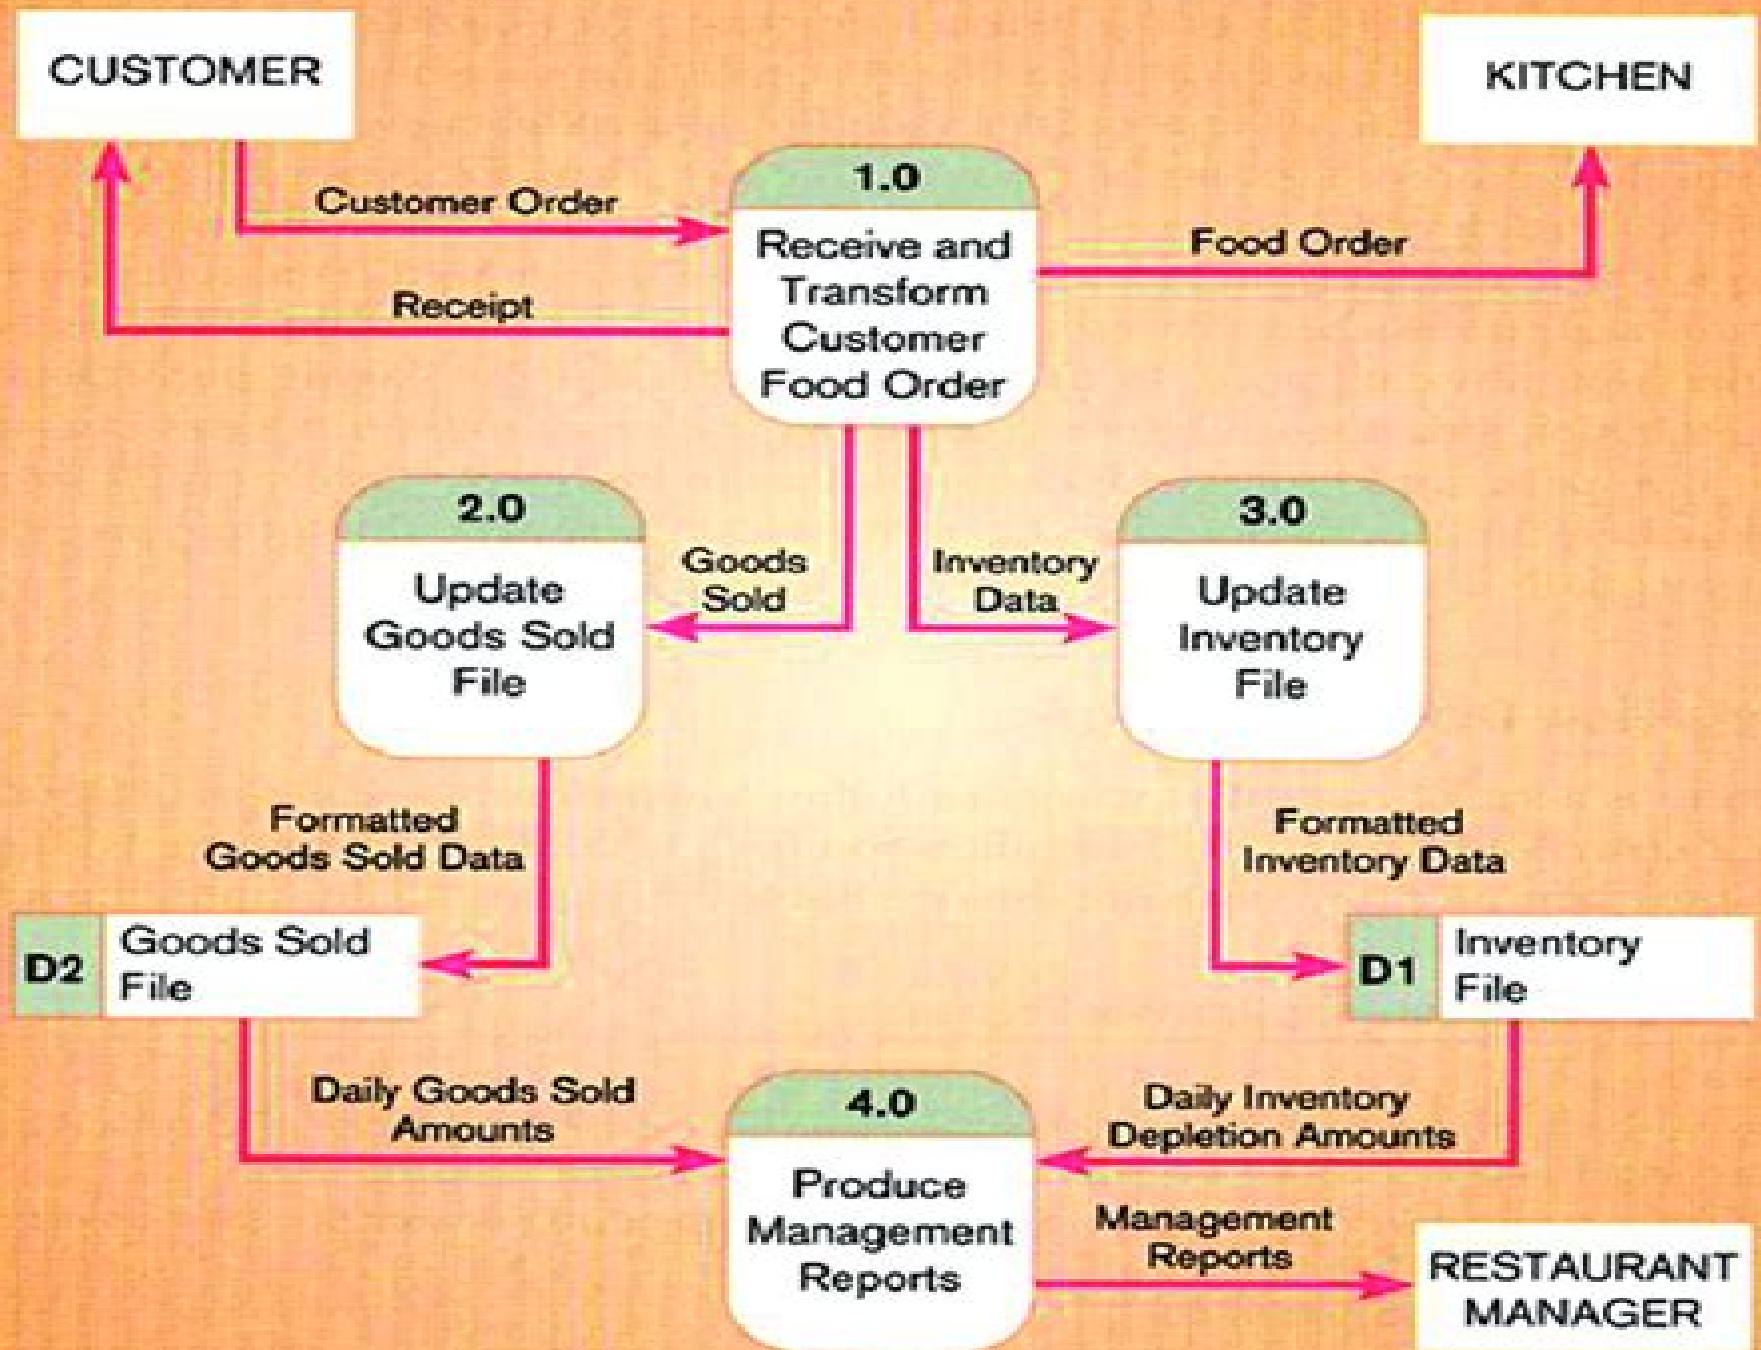 CUSTOMER
KITCHEN
1.0
Receive and
Transform
Customer
Food Order
Customer Order
Receipt
Food Order
2.0
Update
Goods Sold
File
Goods
Sold
Inventory
Data
3.0
Update
Inventory
File
Formatted
Goods Sold Data
Formatted
Inventory Data
D2
Goods Sold
File
D1
Inventory
File
Daily Goods Sold
Amounts
4.0
Produce
Management
Reports
Daily Inventory
Depletion Amounts
Management
Reports
RESTAURANT
MANAGER